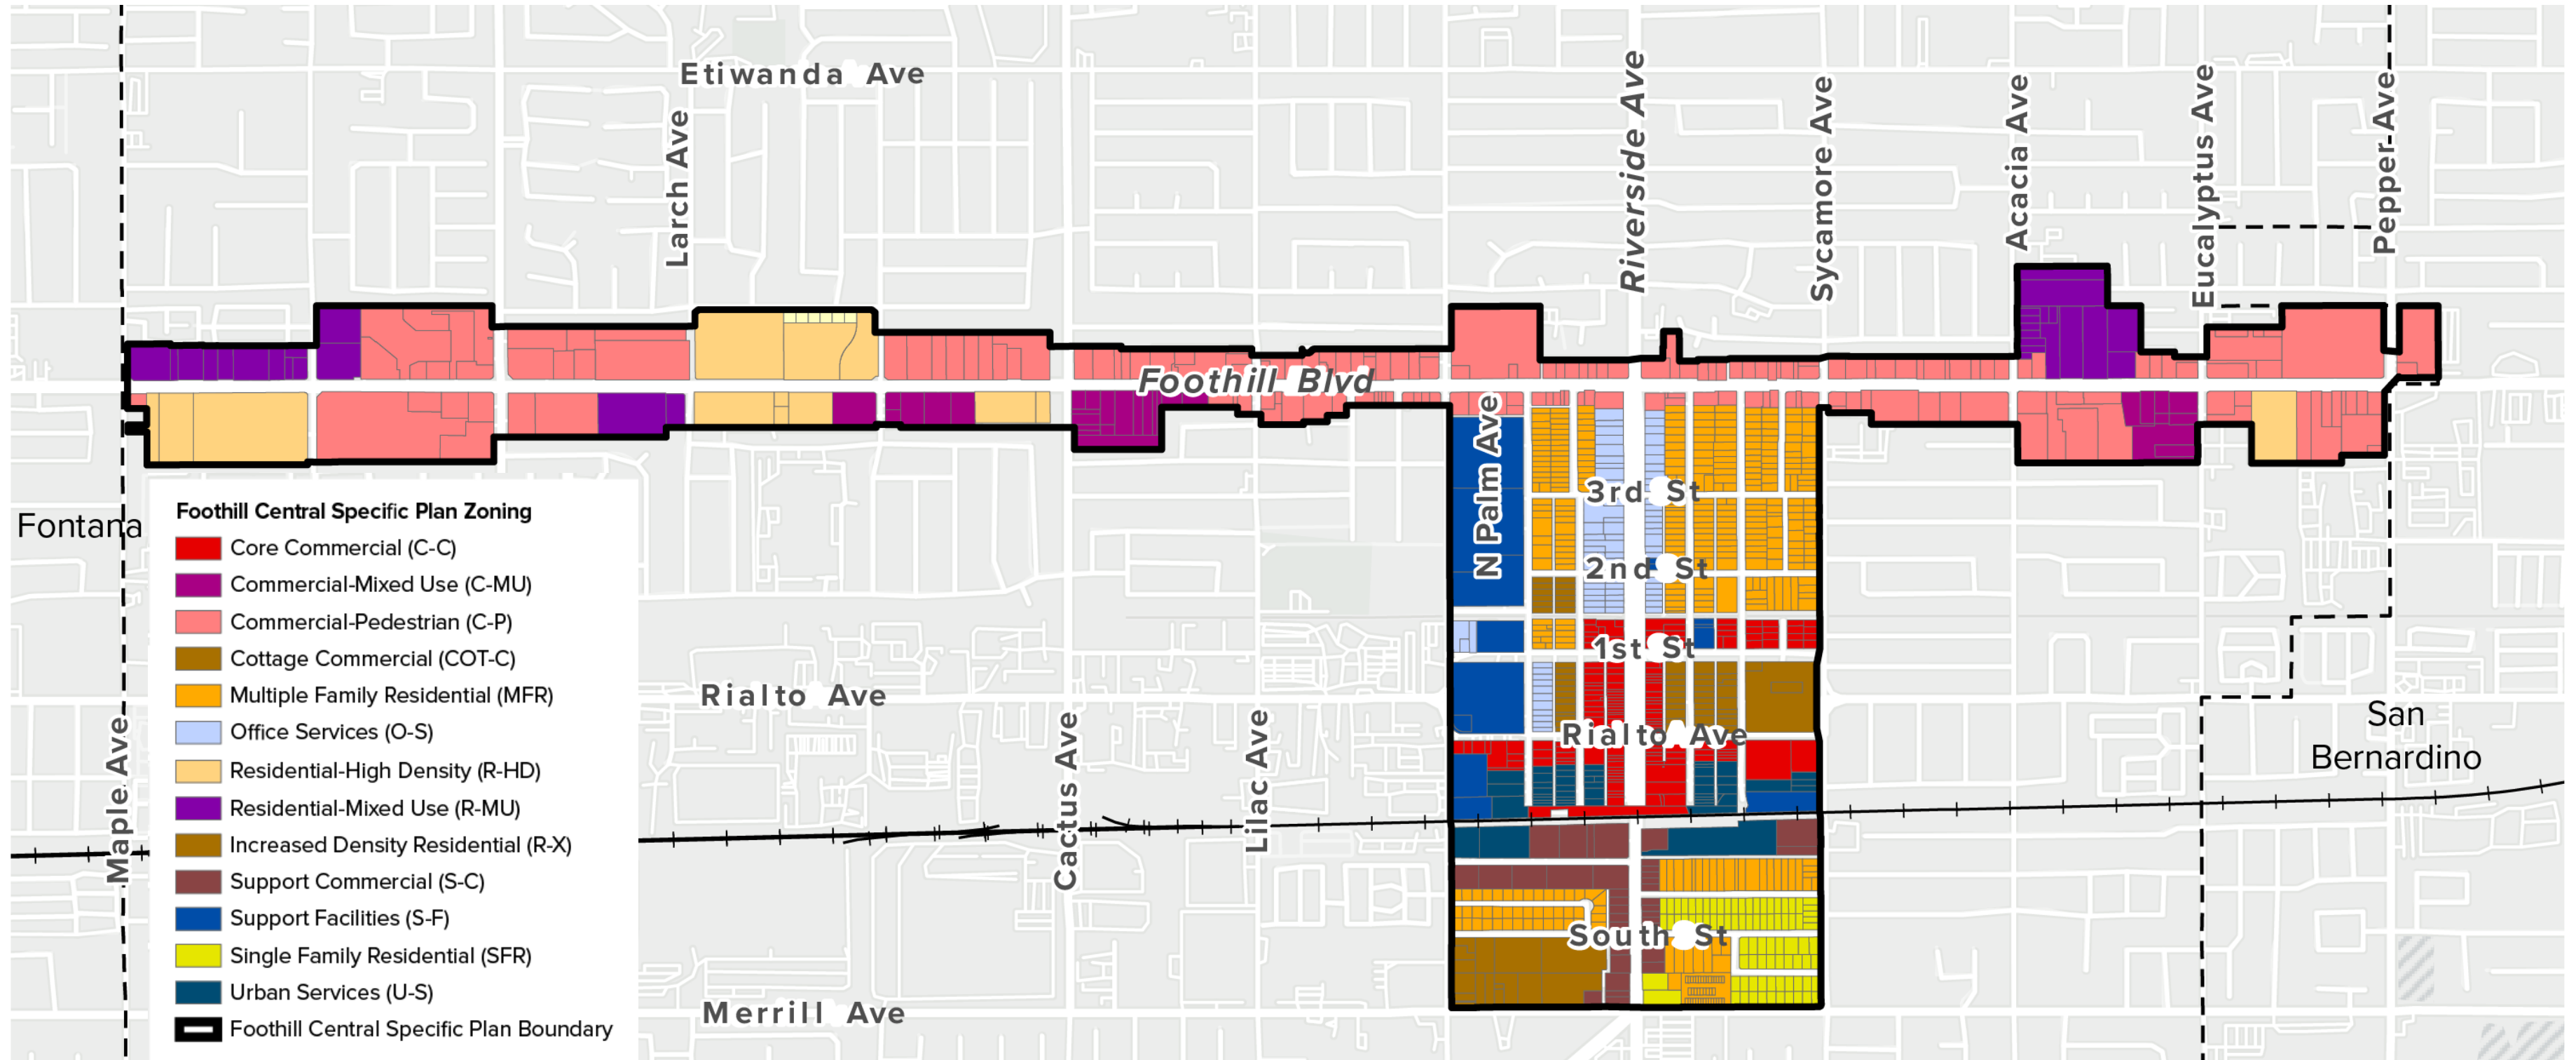 Etiwanda Ave
Larch Ave
Riverside Ave
Sycamore Ave
Acacia Ave
Eucalyptus Ave
Pepper Ave
Foothill Blvd
N Palm Ave
3rd St
2nd St
1st St
Rialto Ave
Rialto Ave
Fontana
Maple Ave
Cactus Ave
Lilac Ave
San
Bernardino
South St
Merrill Ave
Foothill Central Specific Plan Zoning
Core Commercial (C-C)
Commercial-Mixed Use (C-MU)
Commercial-Pedestrian (C-P)
Cottage Commercial (COT-C)
Multiple Family Residential (MFR)
Office Services (O-S)
Residential-High Density (R-HD)
Residential-Mixed Use (R-MU)
Increased Density Residential (R-X)
Support Commercial (S-C)
Support Facilities (S-F)
Single Family Residential (SFR)
Urban Services (U-S)
Foothill Central Specific Plan Boundary